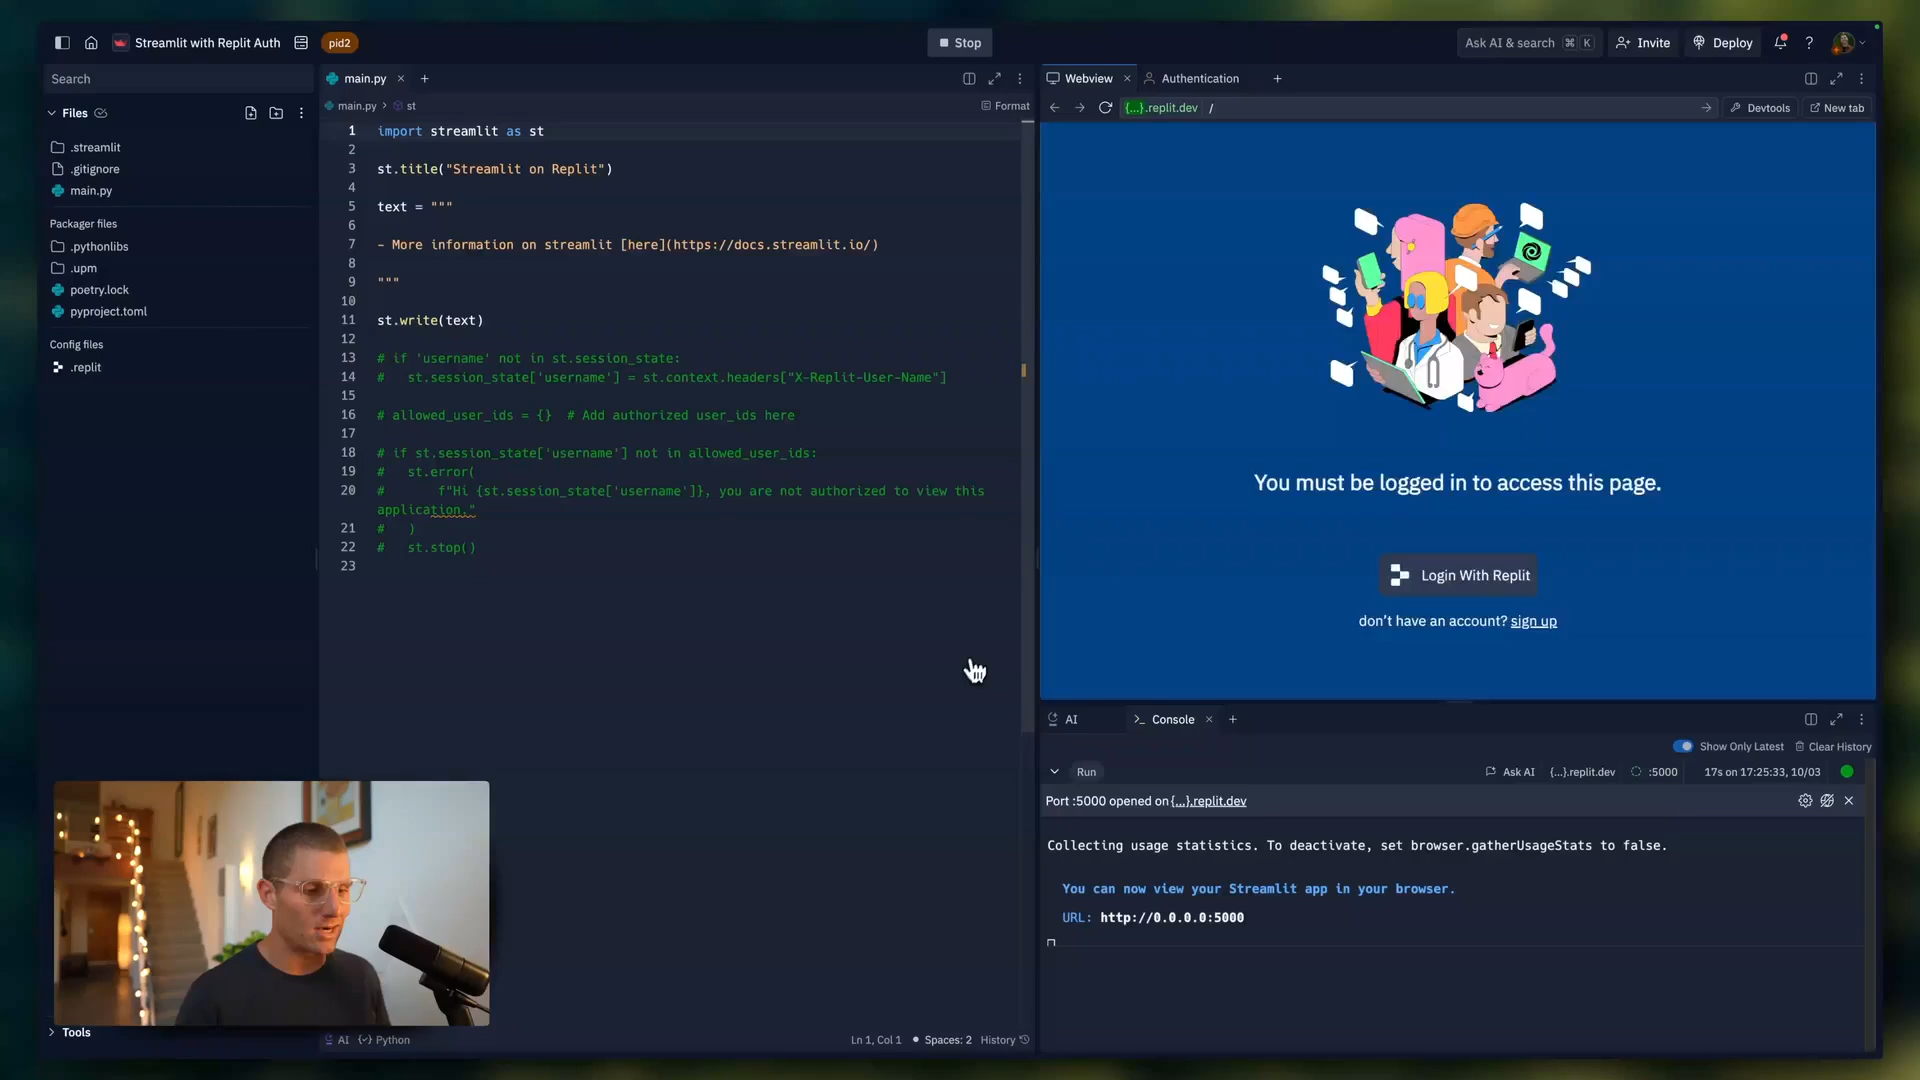 Streamlit with Replit Auth
pid2
Stop
Ask AI & search ⌘ K
Invite
Deploy
?
Search
Files
.streamlit
.gitignore
main.py
Packager files
.pythonlibs
.upm
poetry.lock
pyproject.toml
Config files
.replit
Tools
main.py
main.py > st
Format
1 import streamlit as st
2
3 st.title("Streamlit on Replit")
4
5 text = """
6
7 - More information on streamlit [here](https://docs.streamlit.io/)
8
9 """
10
11 st.write(text)
12
13 # if 'username' not in st.session_state:
14 #   st.session_state['username'] = st.context.headers["X-Replit-User-Name"]
15
16 # allowed_user_ids = {}  # Add authorized user_ids here
17
18 # if st.session_state['username'] not in allowed_user_ids:
19 #   st.error(
20 #       f"Hi {st.session_state['username']}, you are not authorized to view this
application."
21 #   )
22 #   st.stop()
23
AI
Python
Ln 1, Col 1
Spaces: 2
History
Webview
Authentication
{...}.replit.dev /
Devtools
New tab
You must be logged in to access this page.
Login With Replit
don't have an account? sign up
AI
Console
Show Only Latest
Clear History
Run
Ask AI
{...}.replit.dev
:5000
17s on 17:25:33, 10/03
Port :5000 opened on {...}.replit.dev
Collecting usage statistics. To deactivate, set browser.gatherUsageStats to false.
You can now view your Streamlit app in your browser.
URL: http://0.0.0.0:5000